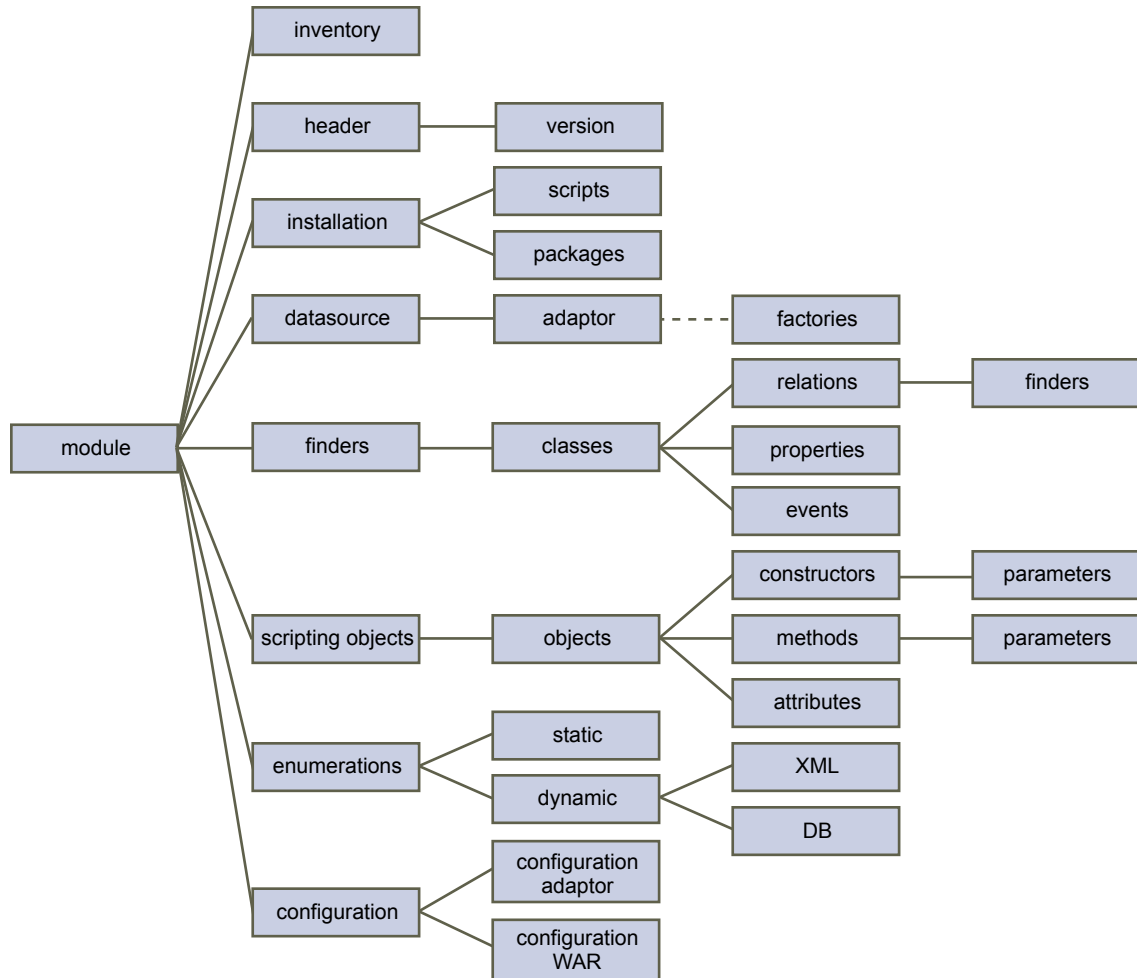 inventory
header
version
scripts
installation
packages
datasource
adaptor
factories
relations
finders
module
finders
classes
properties
events
constructors
parameters
scripting objects
objects
methods
parameters
attributes
static
enumerations
XML
dynamic
DB
configuration
adaptor
configuration
configuration
WAR